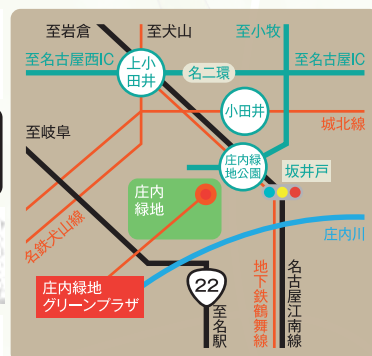 至岩倉
至犬山
至小牧
至名古屋西IC
上小
田井
名二環
至名古屋IC
小田井
城北線
至岐阜
庄内緑
地公園
坂井戸
庄内
緑地
名鉄犬山線
庄内川
庄内緑地
グリーンプラザ
22
至名駅
地下鉄鶴舞線
名古屋江南線